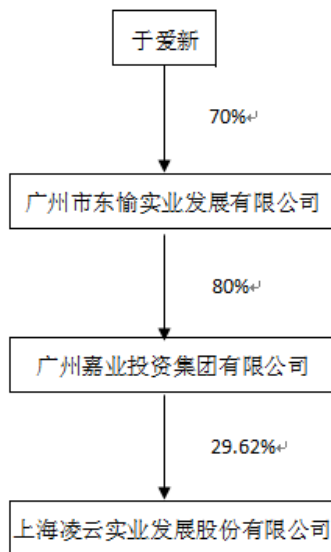 于爱新
70%↵
广州市东愉实业发展有限公司
80%↵
广州嘉业投资集团有限公司
29.62%↵
上海凌云实业发展股份有限公司